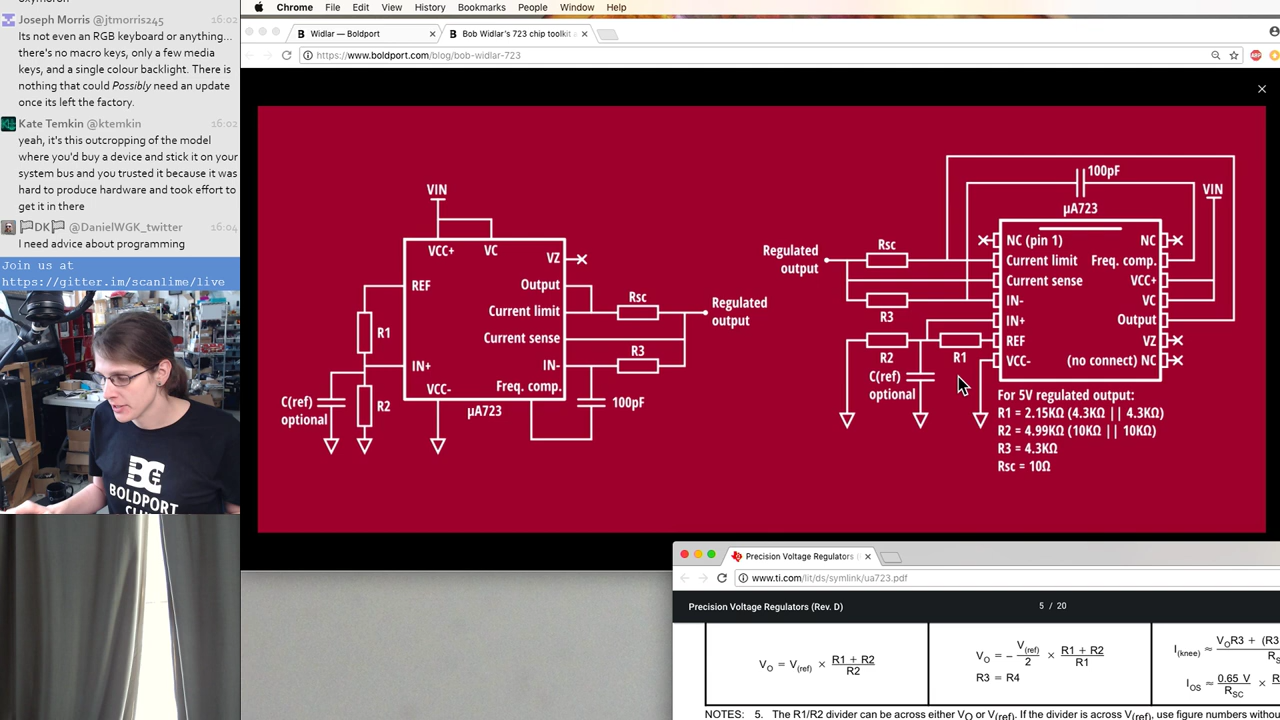 oxymoron
Joseph Morris @jtmorris245 16:02
Its not even an RGB keyboard or anything...
there's no macro keys, only a few media
keys, and a single colour backlight. There is
nothing that could Possibly need an update
once its left the factory.
Kate Temkin @ktemkin 16:02
yeah, it's this outcropping of the model
where you'd buy a device and stick it on your
system bus and you trusted it because it was
hard to produce hardware and took effort to
get it in there
DK @DanielWGK_twitter 16:04
I need advice about programming
Join us at
https://gitter.im/scanlime/live
BG
BOLDPORT
Chrome File Edit View History Bookmarks People Window Help
B Widlar — Boldport
B Bob Widlar's 723 chip toolkit a
https://www.boldport.com/blog/bob-widlar-723
VIN
VCC+ VC
VZ
REF
Output
Current limit
Current sense
IN+
IN-
VCC-
Freq. comp.
µA723
R1
R2
C(ref)
optional
Rsc
R3
100pF
Regulated
output
100pF
µA723
VIN
NC (pin 1) NC
Current limit Freq. comp.
Current sense VCC+
IN- VC
IN+ Output
REF VZ
VCC- (no connect) NC
Regulated
output
Rsc
R3
R2
R1
C(ref)
optional
For 5V regulated output:
R1 = 2.15KΩ (4.3KΩ || 4.3KΩ)
R2 = 4.99KΩ (10KΩ || 10KΩ)
R3 = 4.3KΩ
Rsc = 10Ω
Precision Voltage Regulators (
www.ti.com/lit/ds/symlink/ua723.pdf
Precision Voltage Regulators (Rev. D) 5 / 20
VO = V(ref) × R1 + R2 / R2
VO = − V(ref) / 2 × R1 + R2 / R1
R3 = R4
I(knee) ≈ VOR3 + (R3
IOS ≈ 0.65 V / RSC × R
NOTES: 5. The R1/R2 divider can be across either VO or V(ref). If the divider is across V(ref), use figure numbers withou